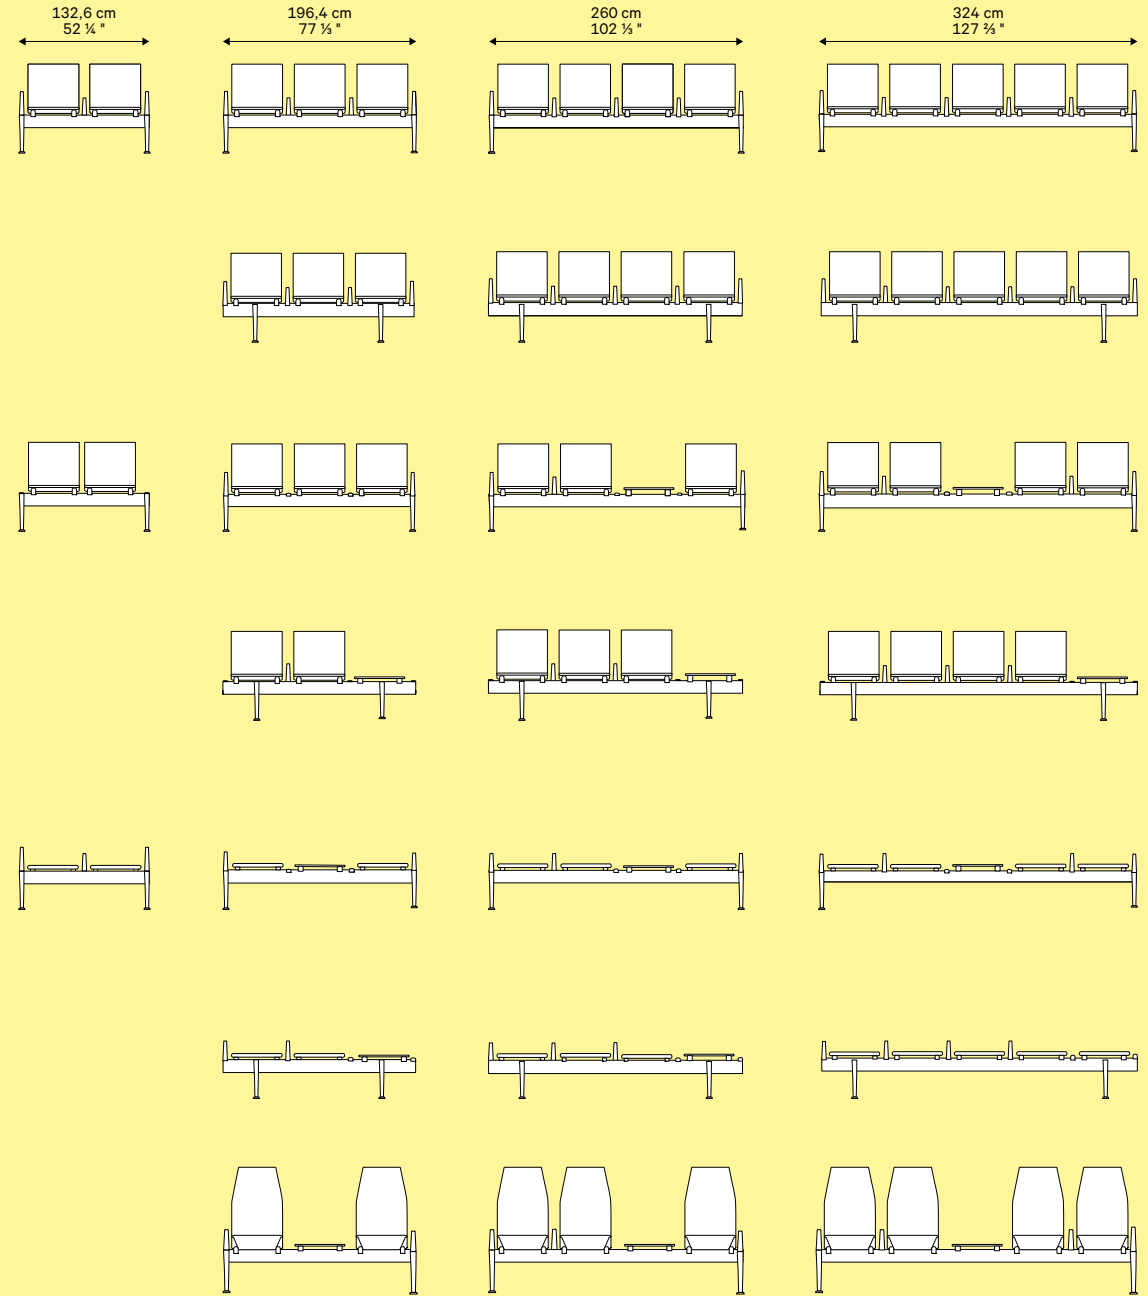 132,6 cm
52 ¼ "
196,4 cm
77 ⅓ "
260 cm
102 ⅓ "
324 cm
127 ⅔ "